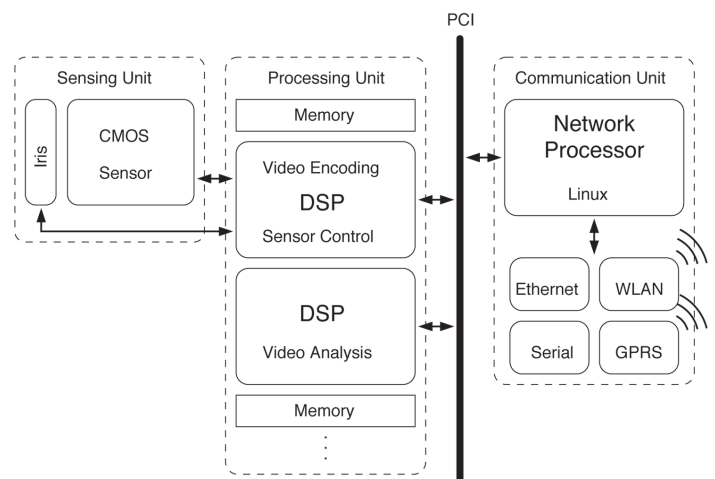 PCI
Sensing Unit
Iris
CMOS
Sensor
Processing Unit
Memory
Video Encoding
DSP
Sensor Control
DSP
Video Analysis
Memory
Communication Unit
Network
Processor
Linux
Ethernet
WLAN
Serial
GPRS